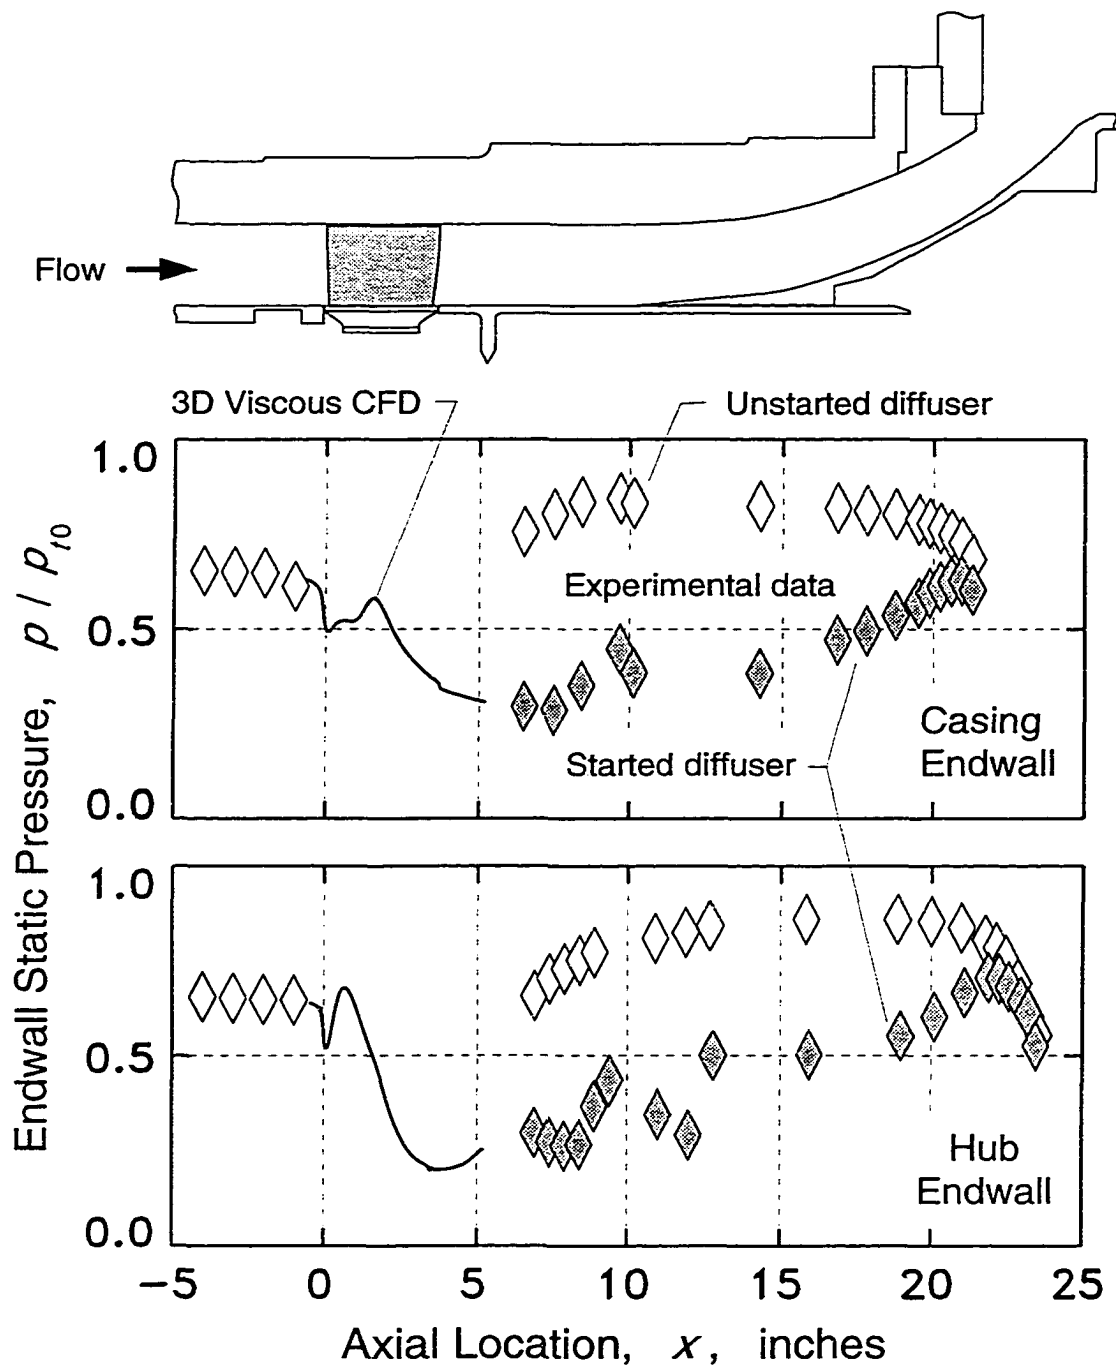 Flow
3D Viscous CFD
Unstarted diffuser
1.0
Experimental data
0.5
Started diffuser
Casing
Endwall
0.0
Endwall Static Pressure, p / pt0
1.0
0.5
Hub
Endwall
0.0
−5 0 5 10 15 20 25
Axial Location, x, inches